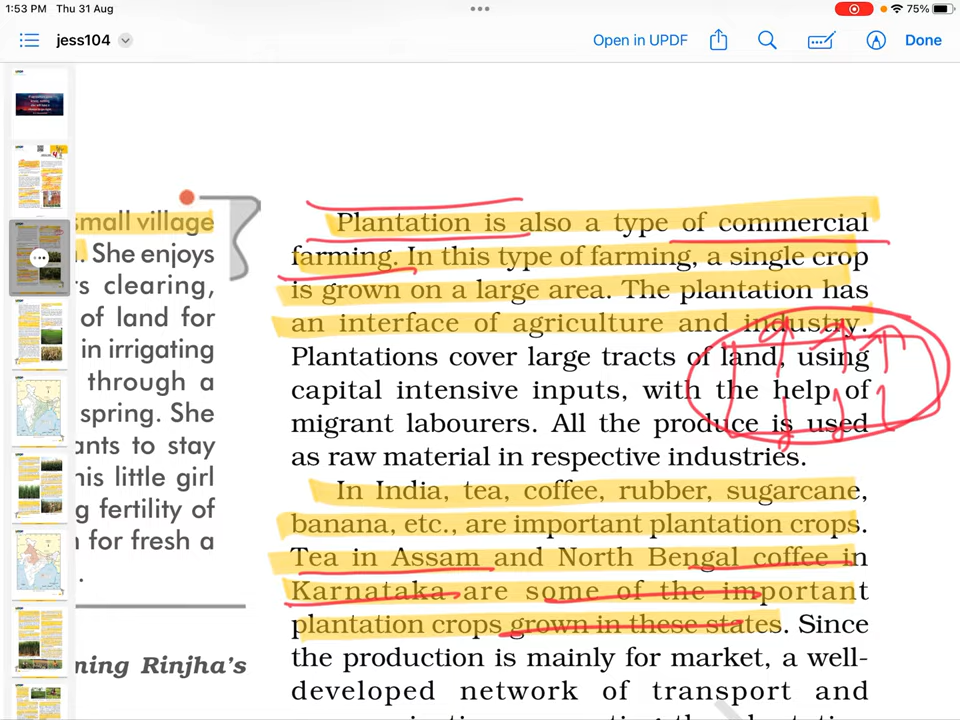 1:53 PM Thu 31 Aug
75%
jess104
Open in UPDF
Done
small village
. She enjoys
rs clearing,
of land for
in irrigating
through a
spring. She
ants to stay
his little girl
g fertility of
n for fresh a
.
ning Rinjha's
Plantation is also a type of commercial
farming. In this type of farming, a single crop
is grown on a large area. The plantation has
an interface of agriculture and industry.
Plantations cover large tracts of land, using
capital intensive inputs, with the help of
migrant labourers. All the produce is used
as raw material in respective industries.
In India, tea, coffee, rubber, sugarcane,
banana, etc., are important plantation crops.
Tea in Assam and North Bengal coffee in
Karnataka are some of the important
plantation crops grown in these states. Since
the production is mainly for market, a well-
developed network of transport and